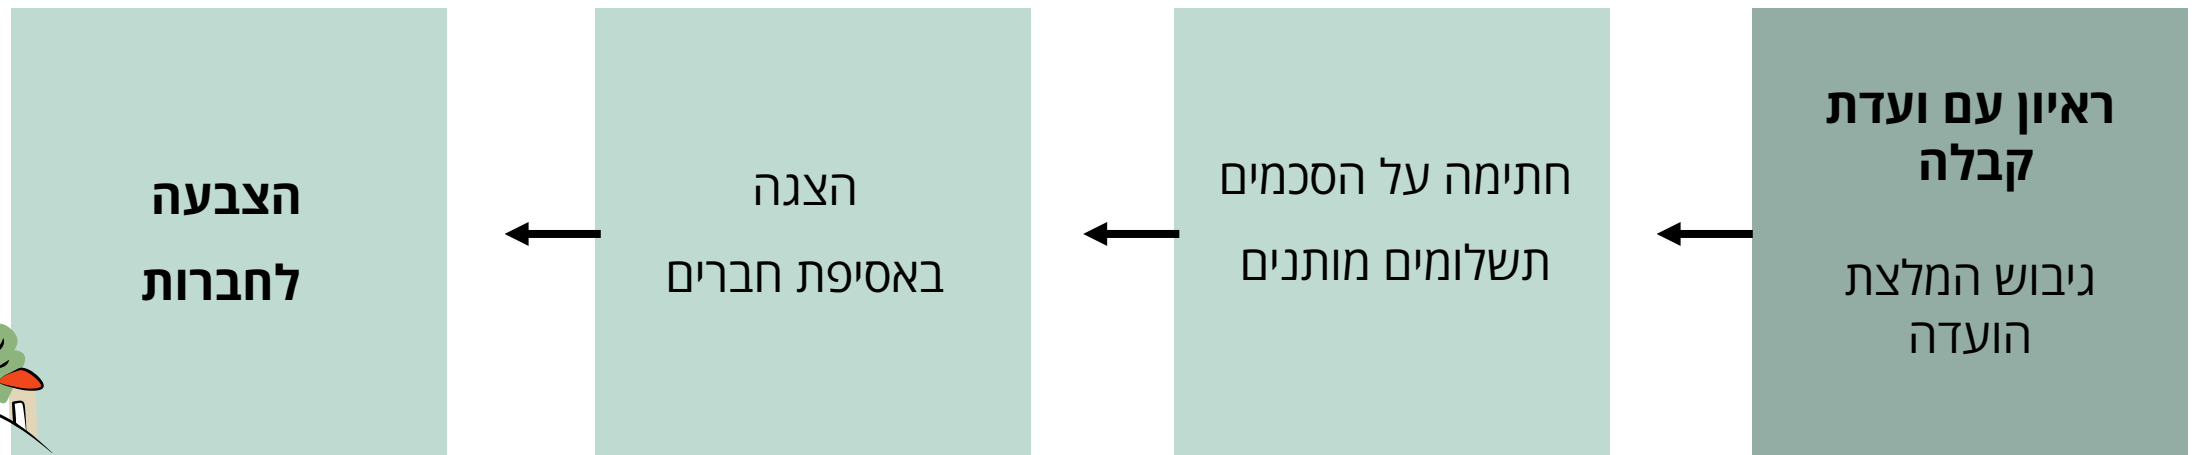 ראיון עם ועדת
קבלה
גיבוש המלצת
הועדה
חתימה על הסכמים
תשלומים מותנים
הצגה
באסיפת חברים
הצבעה
לחברות